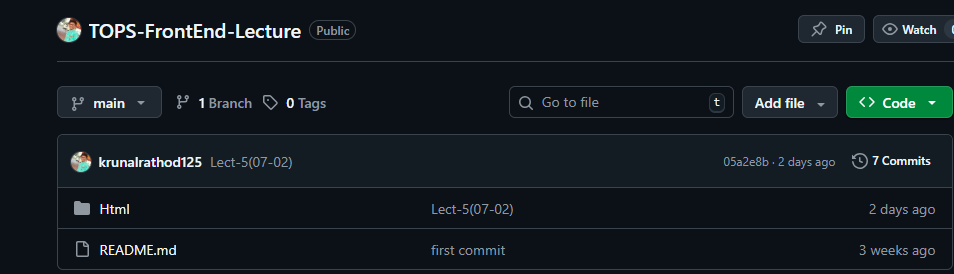 TOPS-FrontEnd-Lecture Public Pin Watch
main 1 Branch 0 Tags Go to file t Add file Code
krunalrathod125 Lect-5(07-02) 05a2e8b · 2 days ago 7 Commits
Html Lect-5(07-02) 2 days ago
README.md first commit 3 weeks ago